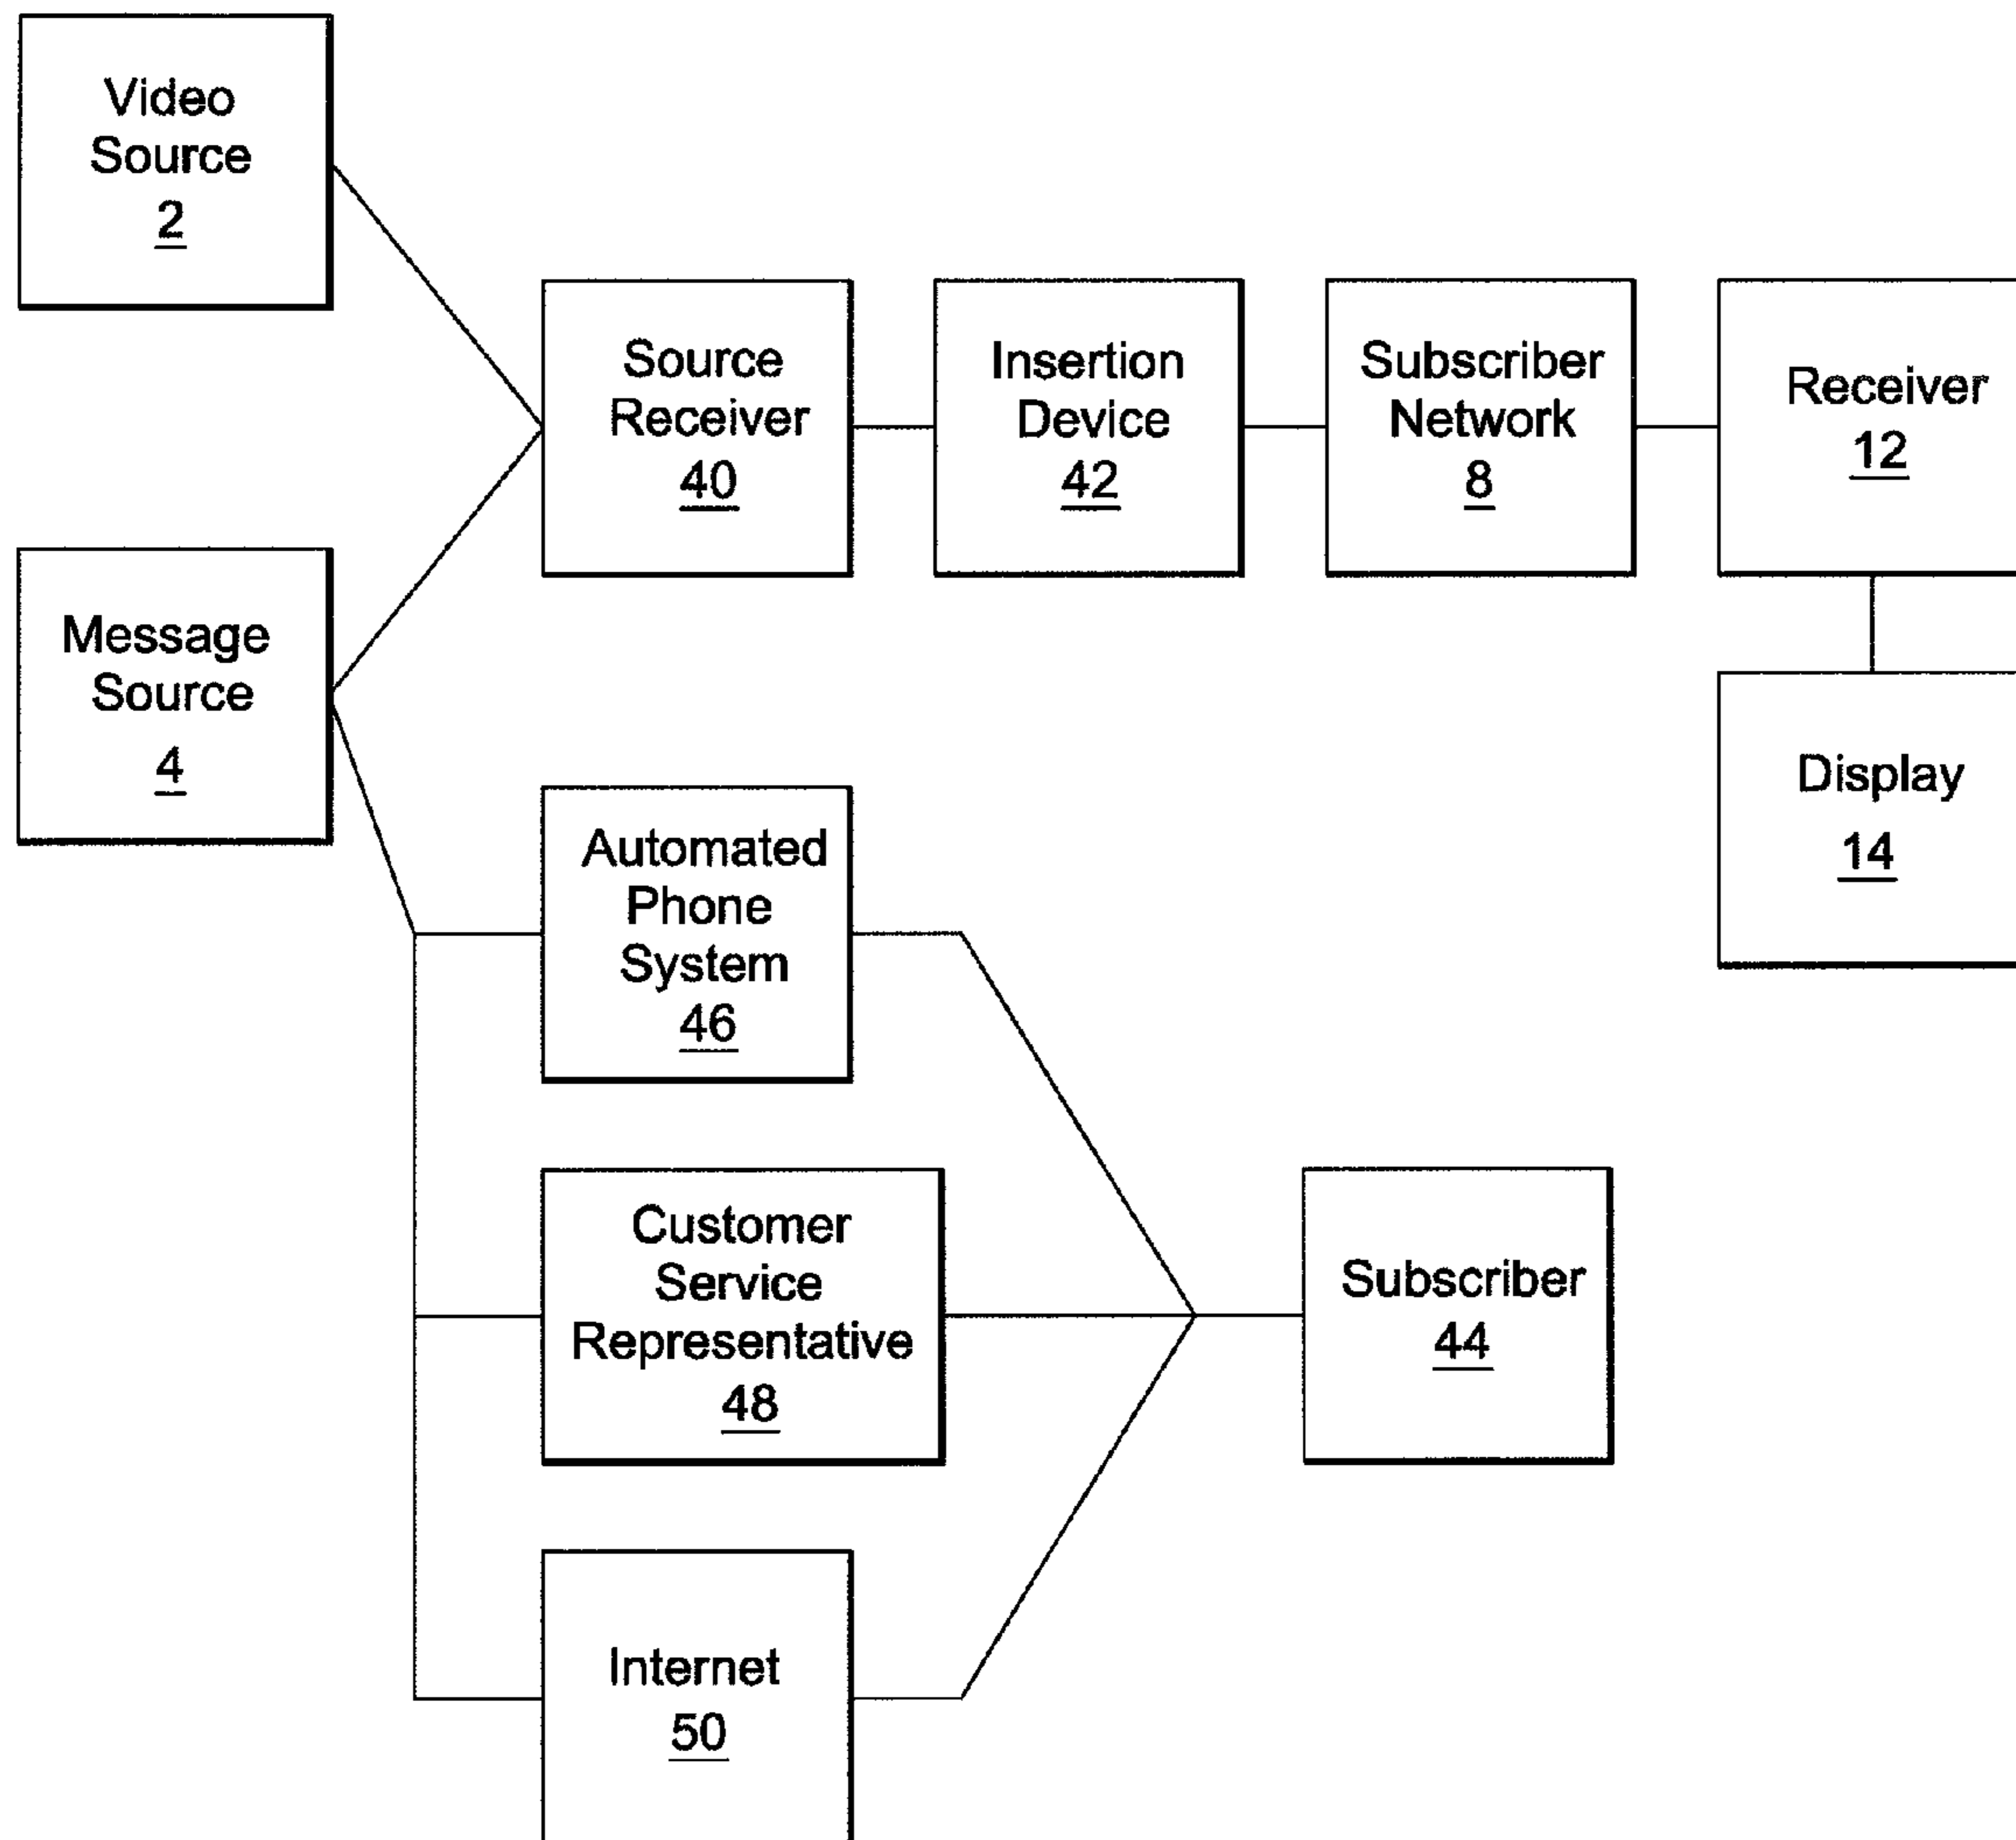 Video
Source
2
Source
Receiver
40
Insertion
Device
42
Subscriber
Network
8
Receiver
12
Message
Source
4
Display
14
Automated
Phone
System
46
Customer
Service
Representative
48
Subscriber
44
Internet
50